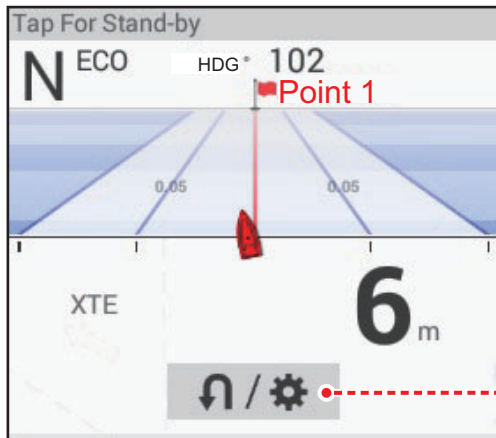 Tap For Stand-by
N ECO HDG° 102
Point 1
0.05 0.05
XTE 6 m
/